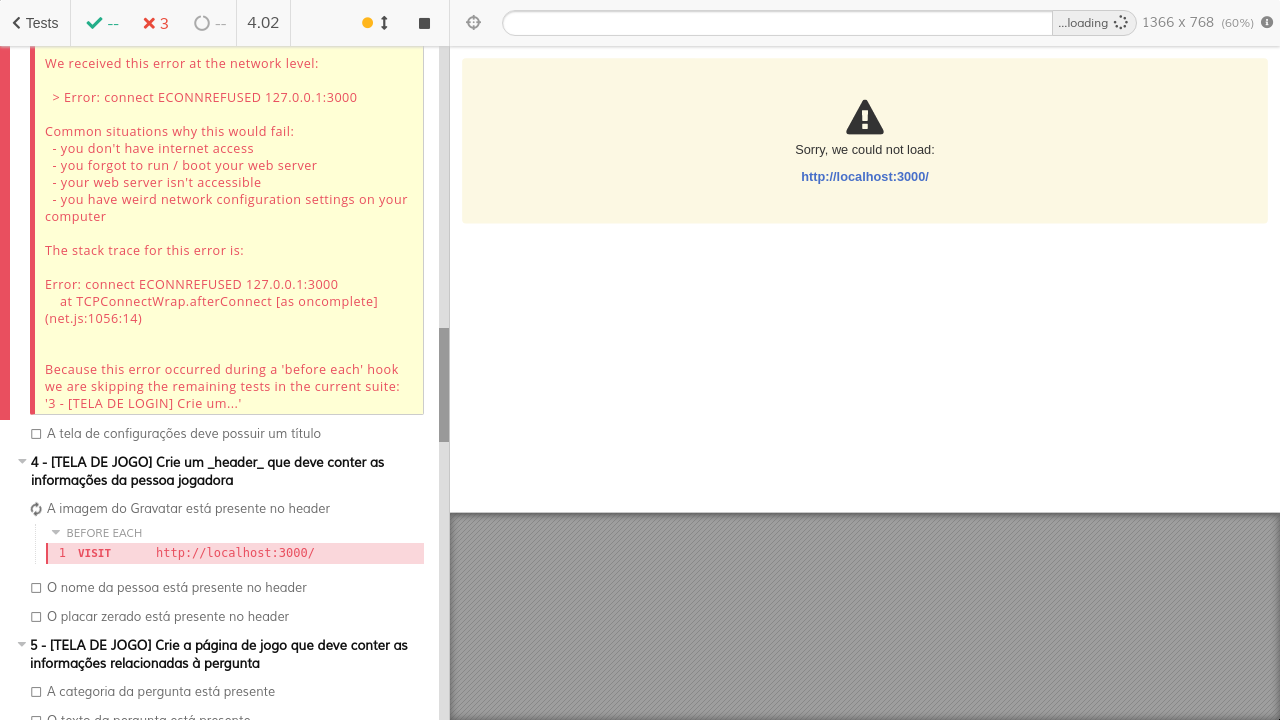 Tests
--
3
--
4.02
...loading
1366 x 768 (60%)
We received this error at the network level:
> Error: connect ECONNREFUSED 127.0.0.1:3000
Common situations why this would fail:
- you don't have internet access
- you forgot to run / boot your web server
- your web server isn't accessible
- you have weird network configuration settings on your
computer
The stack trace for this error is:
Error: connect ECONNREFUSED 127.0.0.1:3000
at TCPConnectWrap.afterConnect [as oncomplete]
(net.js:1056:14)
Because this error occurred during a 'before each' hook
we are skipping the remaining tests in the current suite:
'3 - [TELA DE LOGIN] Crie um...'
A tela de configurações deve possuir um título
4 - [TELA DE JOGO] Crie um _header_ que deve conter as
informações da pessoa jogadora
A imagem do Gravatar está presente no header
BEFORE EACH
1 VISIT http://localhost:3000/
O nome da pessoa está presente no header
O placar zerado está presente no header
5 - [TELA DE JOGO] Crie a página de jogo que deve conter as
informações relacionadas à pergunta
A categoria da pergunta está presente
O texto da pergunta está presente
Sorry, we could not load:
http://localhost:3000/